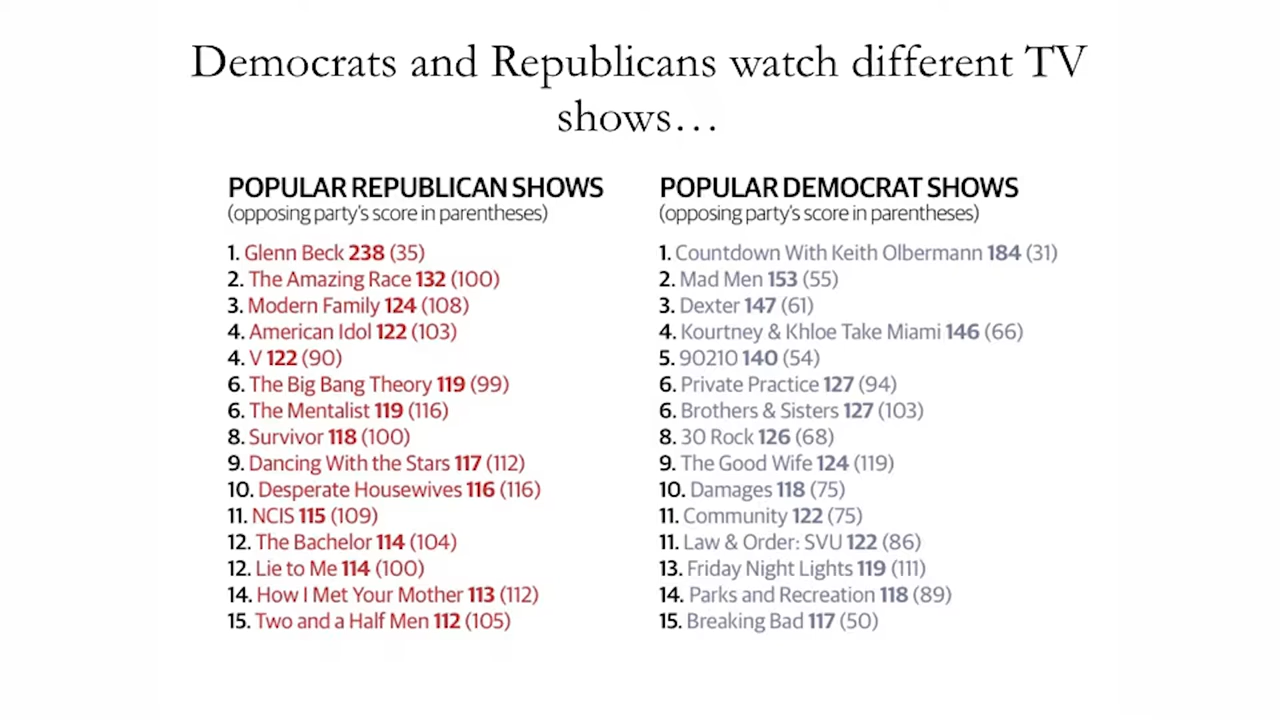 Democrats and Republicans watch different TV
shows…
POPULAR REPUBLICAN SHOWS
(opposing party's score in parentheses)
1. Glenn Beck 238 (35)
2. The Amazing Race 132 (100)
3. Modern Family 124 (108)
4. American Idol 122 (103)
4. V 122 (90)
6. The Big Bang Theory 119 (99)
6. The Mentalist 119 (116)
8. Survivor 118 (100)
9. Dancing With the Stars 117 (112)
10. Desperate Housewives 116 (116)
11. NCIS 115 (109)
12. The Bachelor 114 (104)
12. Lie to Me 114 (100)
14. How I Met Your Mother 113 (112)
15. Two and a Half Men 112 (105)
POPULAR DEMOCRAT SHOWS
(opposing party's score in parentheses)
1. Countdown With Keith Olbermann 184 (31)
2. Mad Men 153 (55)
3. Dexter 147 (61)
4. Kourtney & Khloe Take Miami 146 (66)
5. 90210 140 (54)
6. Private Practice 127 (94)
6. Brothers & Sisters 127 (103)
8. 30 Rock 126 (68)
9. The Good Wife 124 (119)
10. Damages 118 (75)
11. Community 122 (75)
11. Law & Order: SVU 122 (86)
13. Friday Night Lights 119 (111)
14. Parks and Recreation 118 (89)
15. Breaking Bad 117 (50)